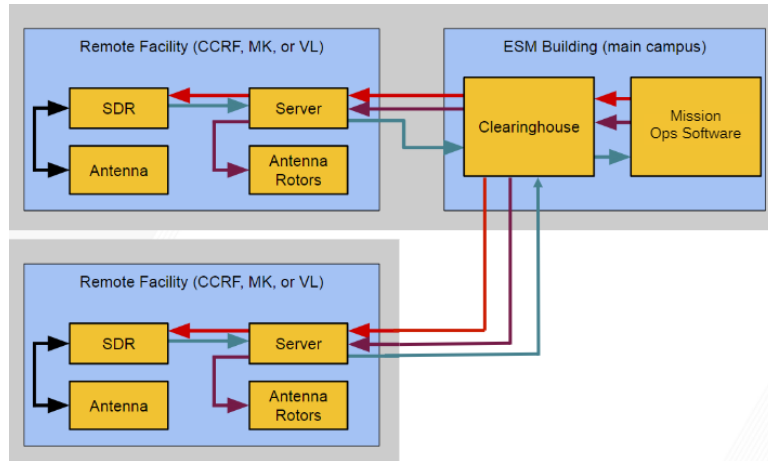 Remote Facility (CCRF, MK, or VL)
SDR
Server
Antenna
Antenna
Rotors
ESM Building (main campus)
Clearinghouse
Mission
Ops Software
Remote Facility (CCRF, MK, or VL)
SDR
Server
Antenna
Antenna
Rotors